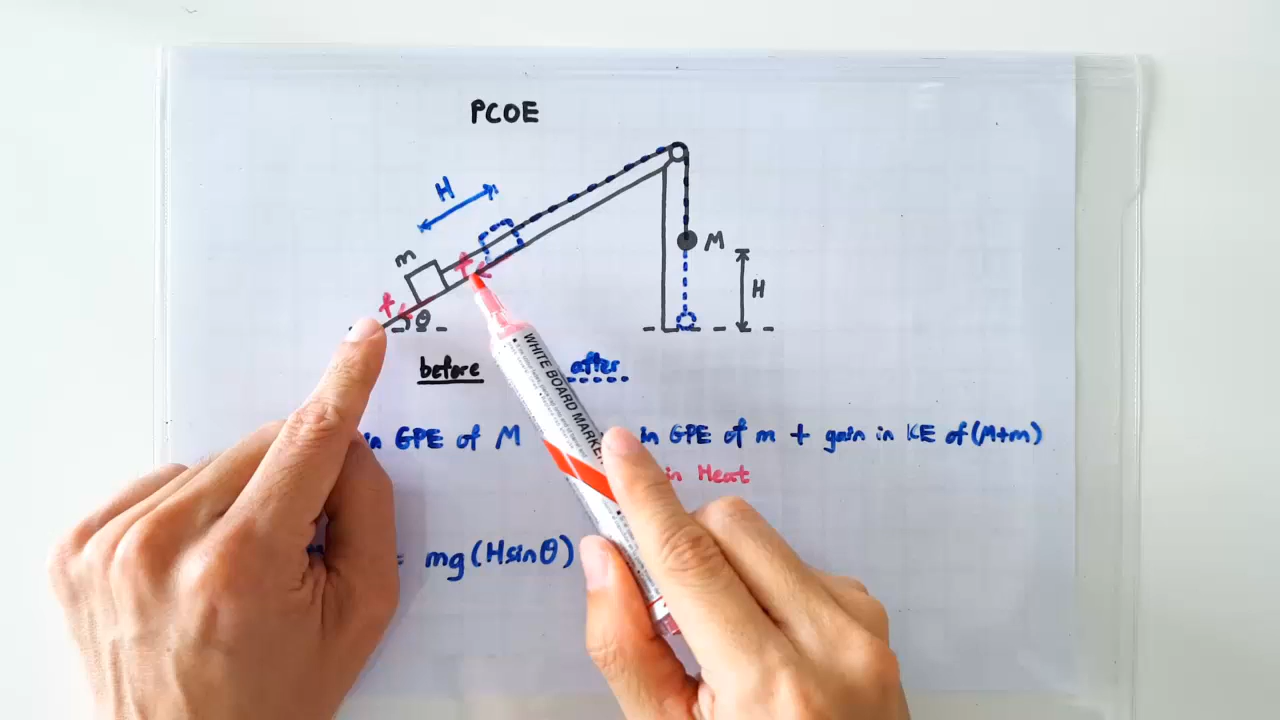 PCOE
H
m
M
f
f
H
θ
before
after
in GPE of M
in GPE of m + gain in KE of (M+m)
in Heat
= mg(Hsinθ)
WHITE BOARD MARKER